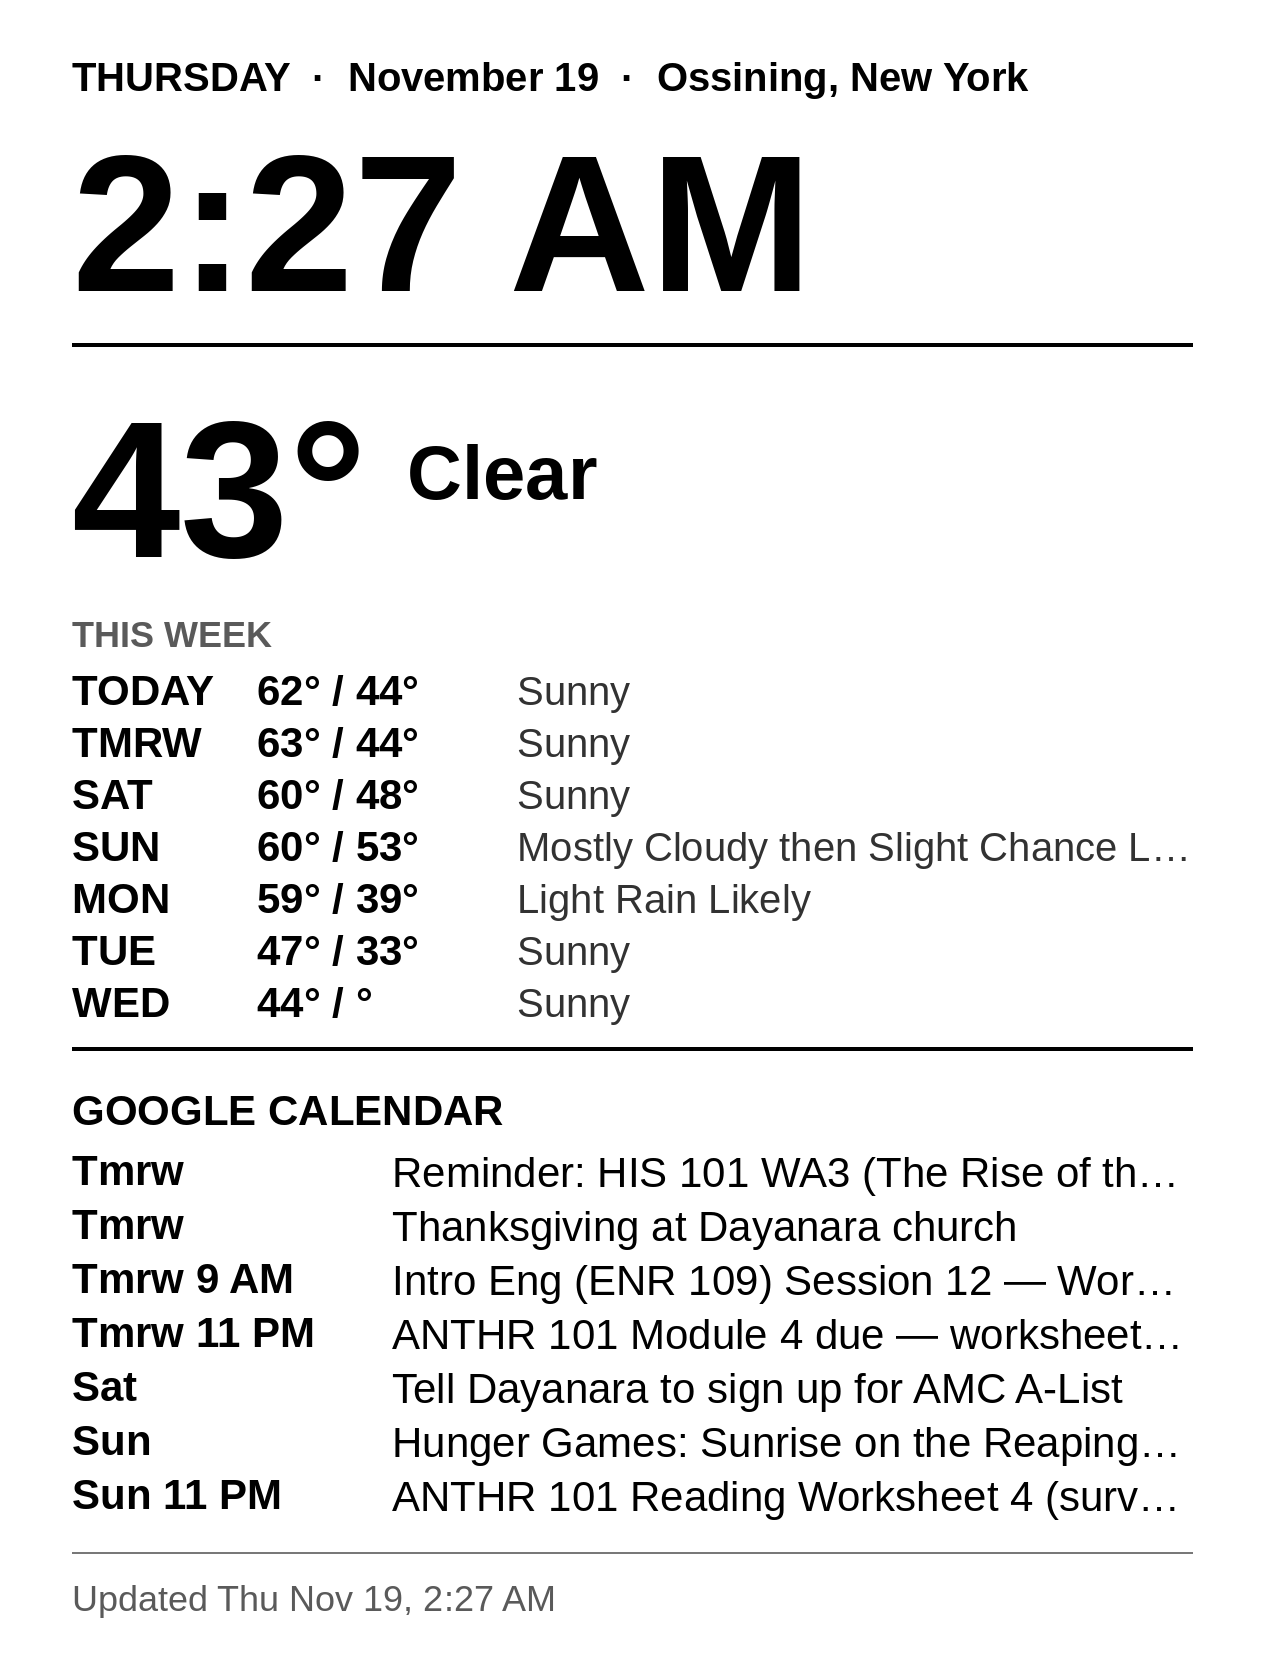 THURSDAY · November 19 · Ossining, New York
2:27 AM
43° Clear
THIS WEEK
TODAY 62° / 44° Sunny
TMRW 63° / 44° Sunny
SAT 60° / 48° Sunny
SUN 60° / 53° Mostly Cloudy then Slight Chance L…
MON 59° / 39° Light Rain Likely
TUE 47° / 33° Sunny
WED 44° / ° Sunny
GOOGLE CALENDAR
Tmrw Reminder: HIS 101 WA3 (The Rise of th…
Tmrw Thanksgiving at Dayanara church
Tmrw 9 AM Intro Eng (ENR 109) Session 12 — Wor…
Tmrw 11 PM ANTHR 101 Module 4 due — worksheet…
Sat Tell Dayanara to sign up for AMC A-List
Sun Hunger Games: Sunrise on the Reaping…
Sun 11 PM ANTHR 101 Reading Worksheet 4 (surv…
Updated Thu Nov 19, 2:27 AM